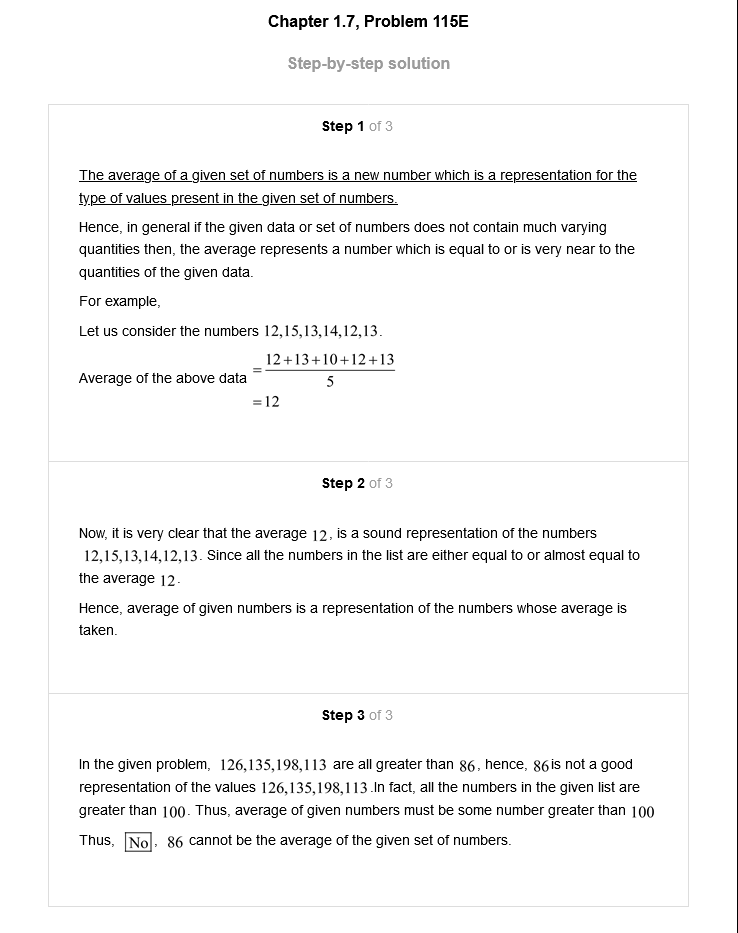 Chapter 1.7, Problem 115E
Step-by-step solution
Step 1 of 3
The average of a given set of numbers is a new number which is a representation for the
type of values present in the given set of numbers.
Hence, in general if the given data or set of numbers does not contain much varying
quantities then, the average represents a number which is equal to or is very near to the
quantities of the given data.
For example,
Let us consider the numbers 12,15,13,14,12,13.
Average of the above data = 12+13+10+12+13
5
=12
Step 2 of 3
Now, it is very clear that the average 12, is a sound representation of the numbers
12,15,13,14,12,13. Since all the numbers in the list are either equal to or almost equal to
the average 12.
Hence, average of given numbers is a representation of the numbers whose average is
taken.
Step 3 of 3
In the given problem, 126,135,198,113 are all greater than 86, hence, 86 is not a good
representation of the values 126,135,198,113 .In fact, all the numbers in the given list are
greater than 100. Thus, average of given numbers must be some number greater than 100
Thus, No, 86 cannot be the average of the given set of numbers.